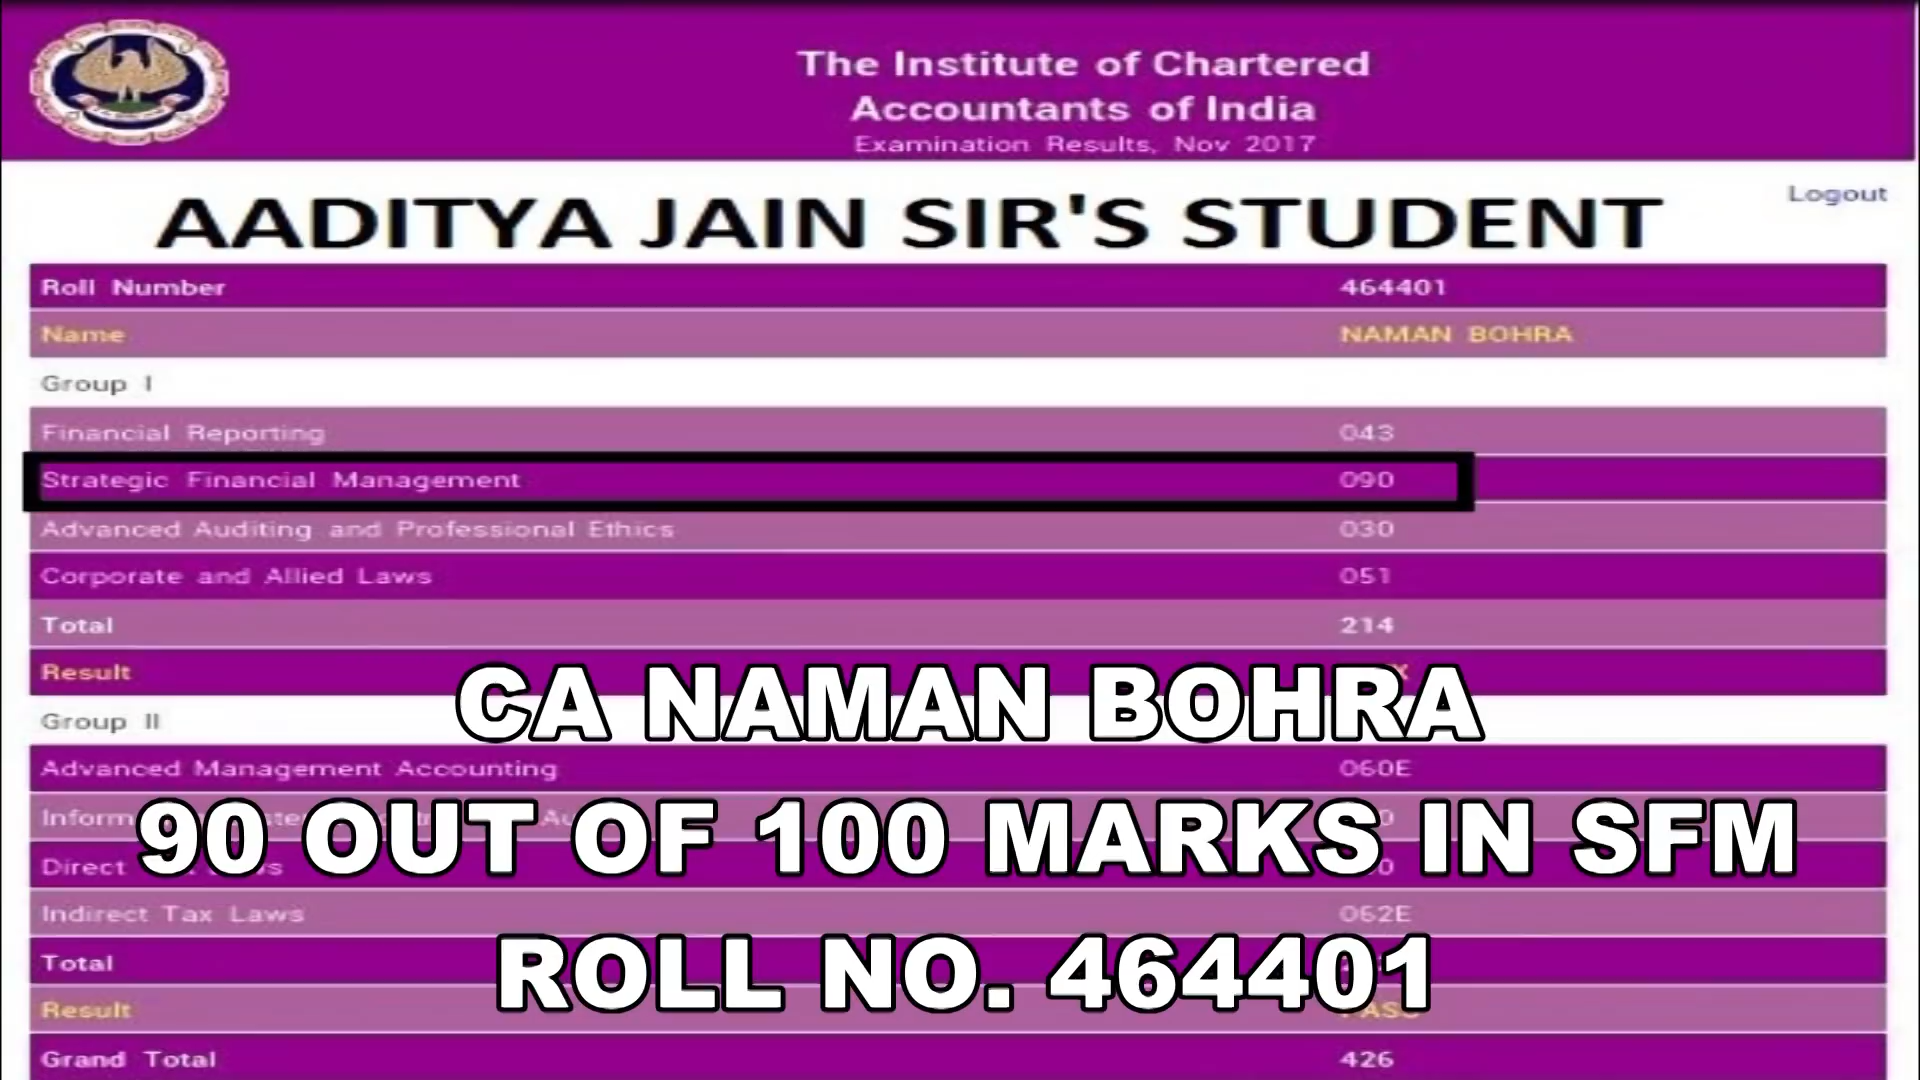 The Institute of Chartered
Accountants of India
Examination Results, Nov 2017
Logout
AADITYA JAIN SIR'S STUDENT
Roll Number 464401
Name NAMAN BOHRA
Group I
Financial Reporting 043
Strategic Financial Management 090
Advanced Auditing and Professional Ethics 030
Corporate and Allied Laws 051
Total 214
Result
CA NAMAN BOHRA
Group II
Advanced Management Accounting 060E
90 OUT OF 100 MARKS IN SFM
Direct
Indirect Tax Laws 062E
Total
ROLL NO. 464401
Result
Grand Total 426